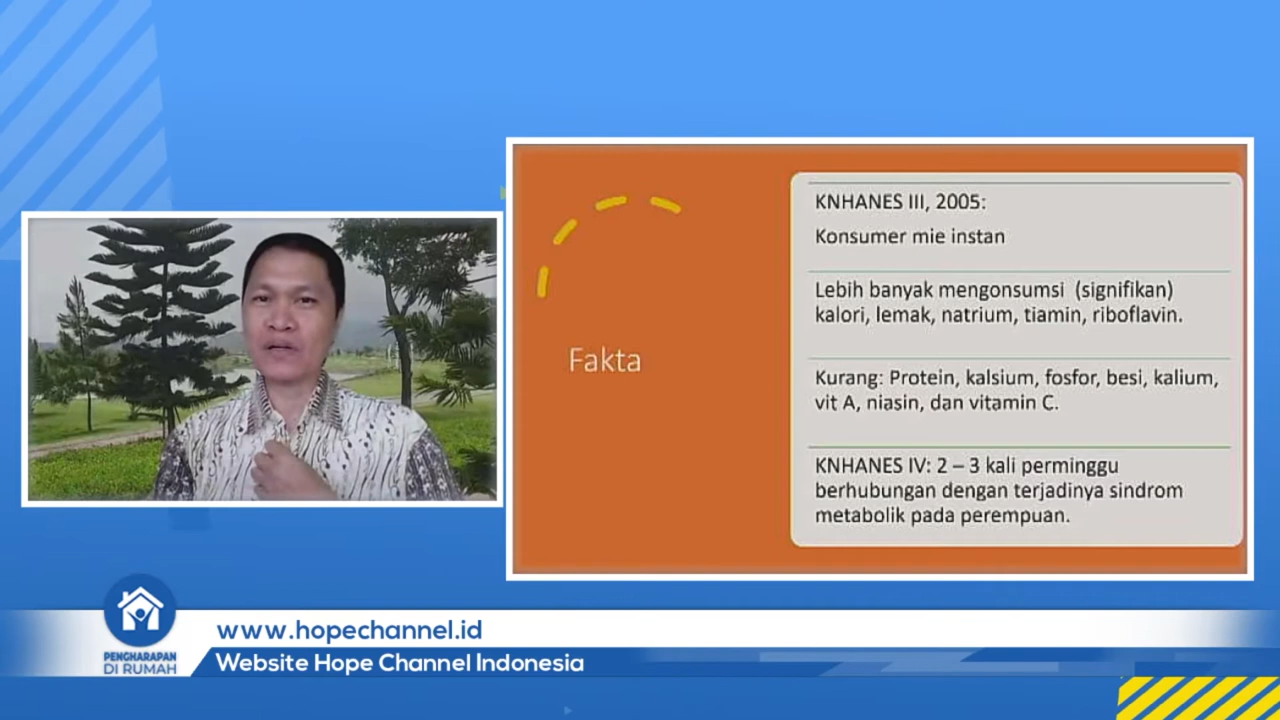 Fakta
KNHANES III, 2005:
Konsumer mie instan
Lebih banyak mengonsumsi (signifikan)
kalori, lemak, natrium, tiamin, riboflavin.
Kurang: Protein, kalsium, fosfor, besi, kalium,
vit A, niasin, dan vitamin C.
KNHANES IV: 2 – 3 kali perminggu
berhubungan dengan terjadinya sindrom
metabolik pada perempuan.
PENGHARAPAN
DI RUMAH
www.hopechannel.id
Website Hope Channel Indonesia